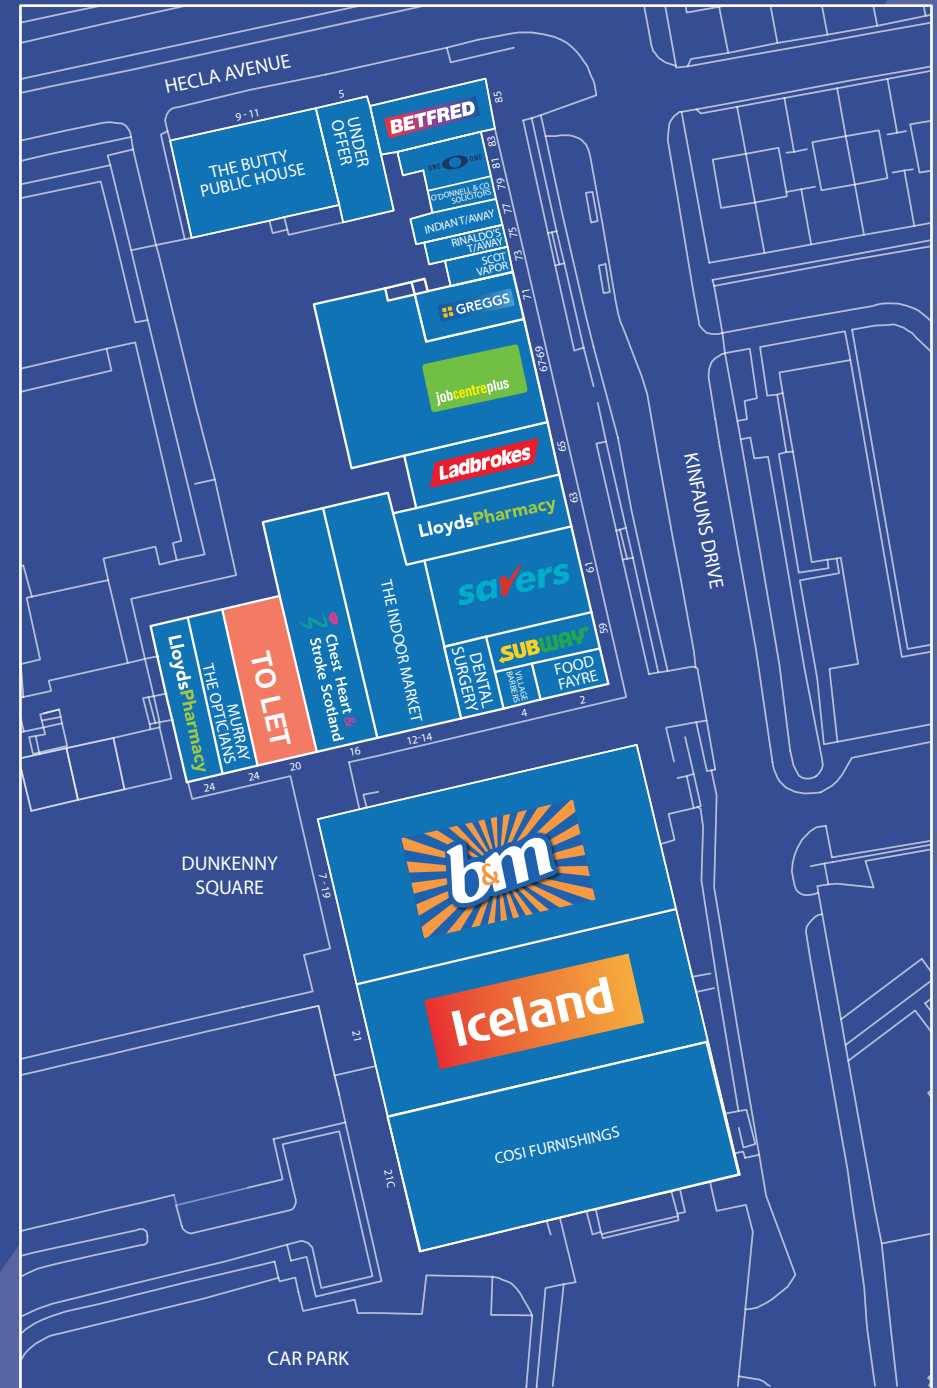 HECLA AVENUE
9 - 11
5
85
THE BUTTY
PUBLIC HOUSE
UNDER
OFFER
BETFRED
83
ONE O ONE
81
O'DONNELL & CO
SOLICITORS
79
INDIAN T/AWAY
77
RINALDO'S
T/AWAY
75
SCOT
VAPOR
73
GREGGS
71
jobcentreplus
67-69
Ladbrokes
65
LloydsPharmacy
63
savers
61
SUBWAY
59
KINFAUNS DRIVE
DENTAL
SURGERY
VILLAGE
BARBERS
FOOD
FAYRE
2
4
THE INDOOR MARKET
12-14
Chest Heart &
Stroke Scotland
16
TO LET
20
MURRAY
THE OPTICIANS
24
LloydsPharmacy
24
DUNKENNY
SQUARE
7 - 19
b&m
21
Iceland
21C
COSI FURNISHINGS
CAR PARK